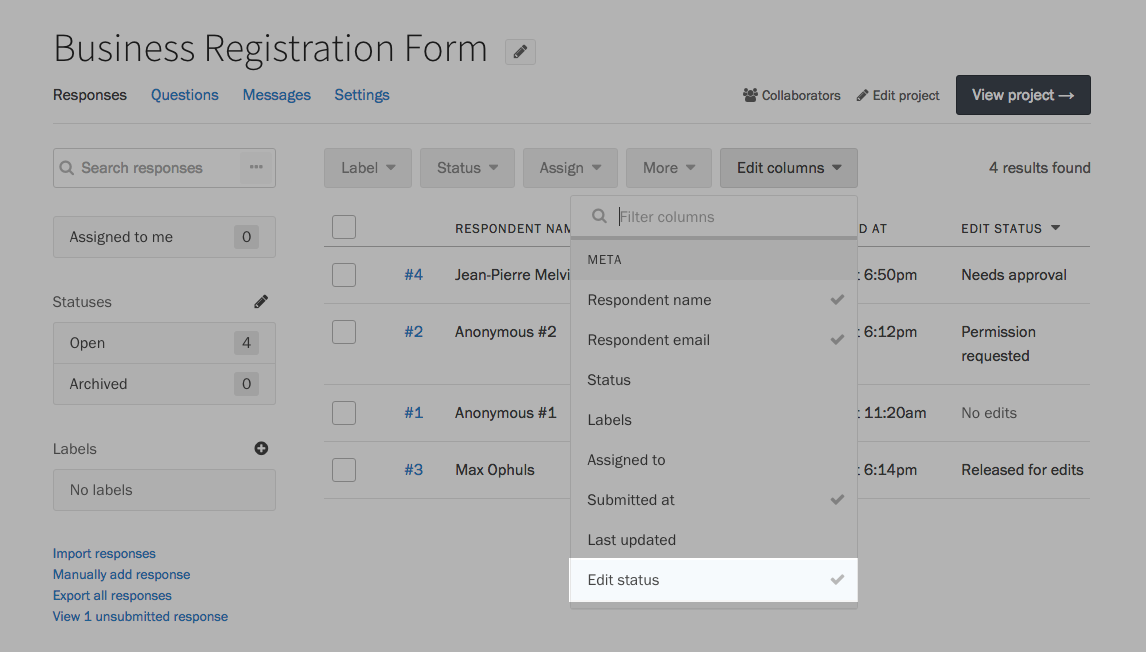 Business Registration Form
Responses Questions Messages Settings
Collaborators Edit project View project →
Search responses ...
Label Status Assign More Edit columns
4 results found
Assigned to me 0
Statuses
Open 4
Archived 0
Labels
No labels
Import responses
Manually add response
Export all responses
View 1 unsubmitted response
RESPONDENT NAM D AT EDIT STATUS
#4 Jean-Pierre Melvi 6:50pm Needs approval
#2 Anonymous #2 6:12pm Permission
requested
#1 Anonymous #1 11:20am No edits
#3 Max Ophuls 6:14pm Released for edits
Filter columns
META
Respondent name
Respondent email
Status
Labels
Assigned to
Submitted at
Last updated
Edit status